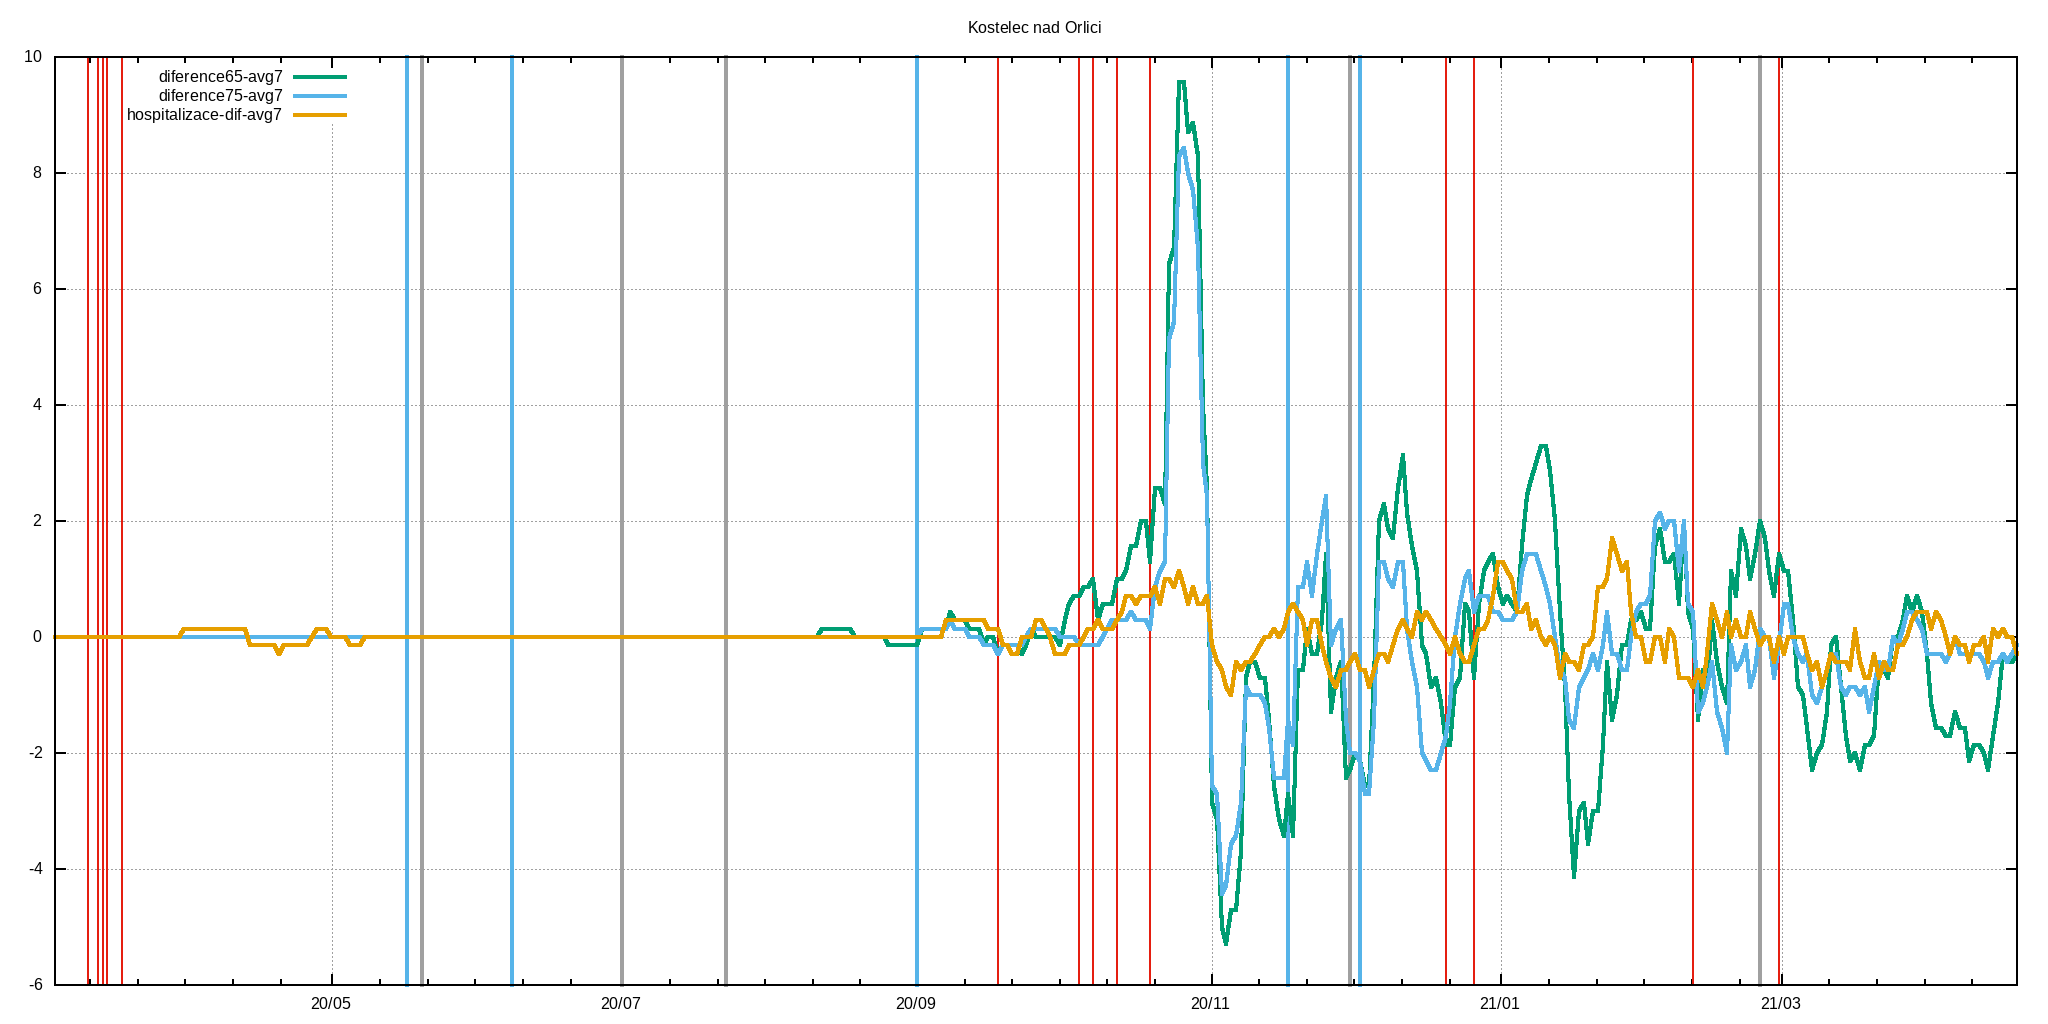 Kostelec nad Orlici
10
diference65-avg7
diference75-avg7
hospitalizace-dif-avg7
8
6
4
2
0
-2
-4
-6
20/05 20/07 20/09 20/11 21/01 21/03